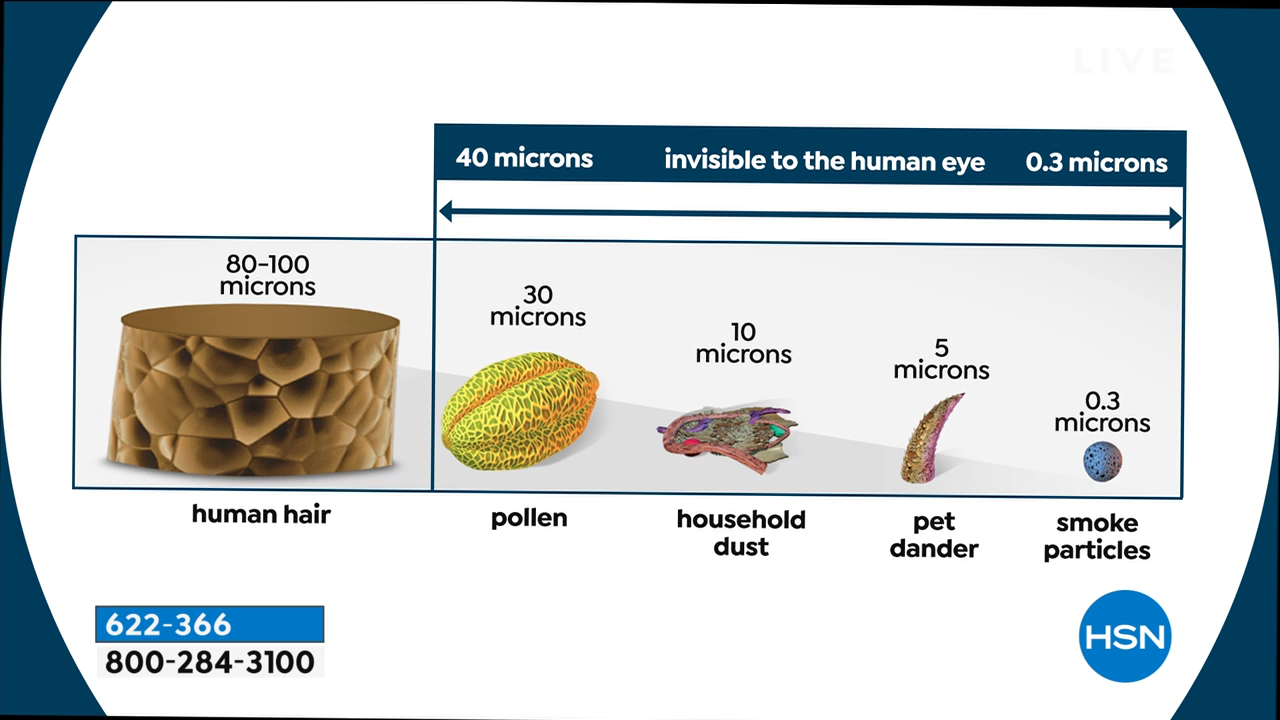 LIVE
40 microns invisible to the human eye 0.3 microns
80-100
microns
30
microns
10
microns
5
microns
0.3
microns
human hair
pollen
household
dust
pet
dander
smoke
particles
622-366
800-284-3100
HSN